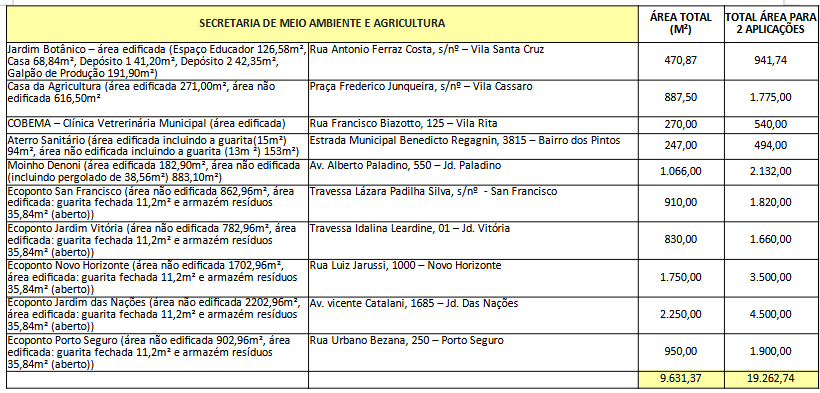 SECRETARIA DE MEIO AMBIENTE E AGRICULTURA
ÁREA TOTAL
(M²)
TOTAL ÁREA PARA
2 APLICAÇÕES
Jardim Botânico – área edificada (Espaço Educador 126,58m²,
Casa 68,84m², Depósito 1 41,20m², Depósito 2 42,35m²,
Galpão de Produção 191,90m²)
Rua Antonio Ferraz Costa, s/nº – Vila Santa Cruz
470,87
941,74
Casa da Agricultura (área edificada 271,00m², área não
edificada 616,50m²
Praça Frederico Junqueira, s/nº – Vila Cassaro
887,50
1.775,00
COBEMA – Clínica Vetrerinária Municipal (área edificada)
Rua Francisco Biazotto, 125 – Vila Rita
270,00
540,00
Aterro Sanitário (área edificada incluindo a guarita(15m²)
94m², área não edificada incluindo a guarita (13m²) 153m²)
Estrada Municipal Benedicto Regagnin, 3815 – Bairro dos Pintos
247,00
494,00
Moinho Denoni (área edificada 182,90m², área não edificada
(incluindo pergolado de 38,56m²) 883,10m²)
Av. Alberto Paladino, 550 – Jd. Paladino
1.066,00
2.132,00
Ecoponto San Francisco (área não edificada 862,96m², área
edificada: guarita fechada 11,2m² e armazém resíduos
35,84m² (aberto))
Travessa Lázara Padilha Silva, s/nº - San Francisco
910,00
1.820,00
Ecoponto Jardim Vitória (área não edificada 782,96m², área
edificada: guarita fechada 11,2m² e armazém resíduos
35,84m² (aberto))
Travessa Idalina Leardine, 01 – Jd. Vitória
830,00
1.660,00
Ecoponto Novo Horizonte (área não edificada 1702,96m²,
área edificada: guarita fechada 11,2m² e armazém resíduos
35,84m² (aberto))
Rua Luiz Jarussi, 1000 – Novo Horizonte
1.750,00
3.500,00
Ecoponto Jardim das Nações (área não edificada 2202,96m²,
área edificada: guarita fechada 11,2m² e armazém resíduos
35,84m² (aberto))
Av. vicente Catalani, 1685 – Jd. Das Nações
2.250,00
4.500,00
Ecoponto Porto Seguro (área não edificada 902,96m², área
edificada: guarita fechada 11,2m² e armazém resíduos
35,84m² (aberto))
Rua Urbano Bezana, 250 – Porto Seguro
950,00
1.900,00
9.631,37
19.262,74